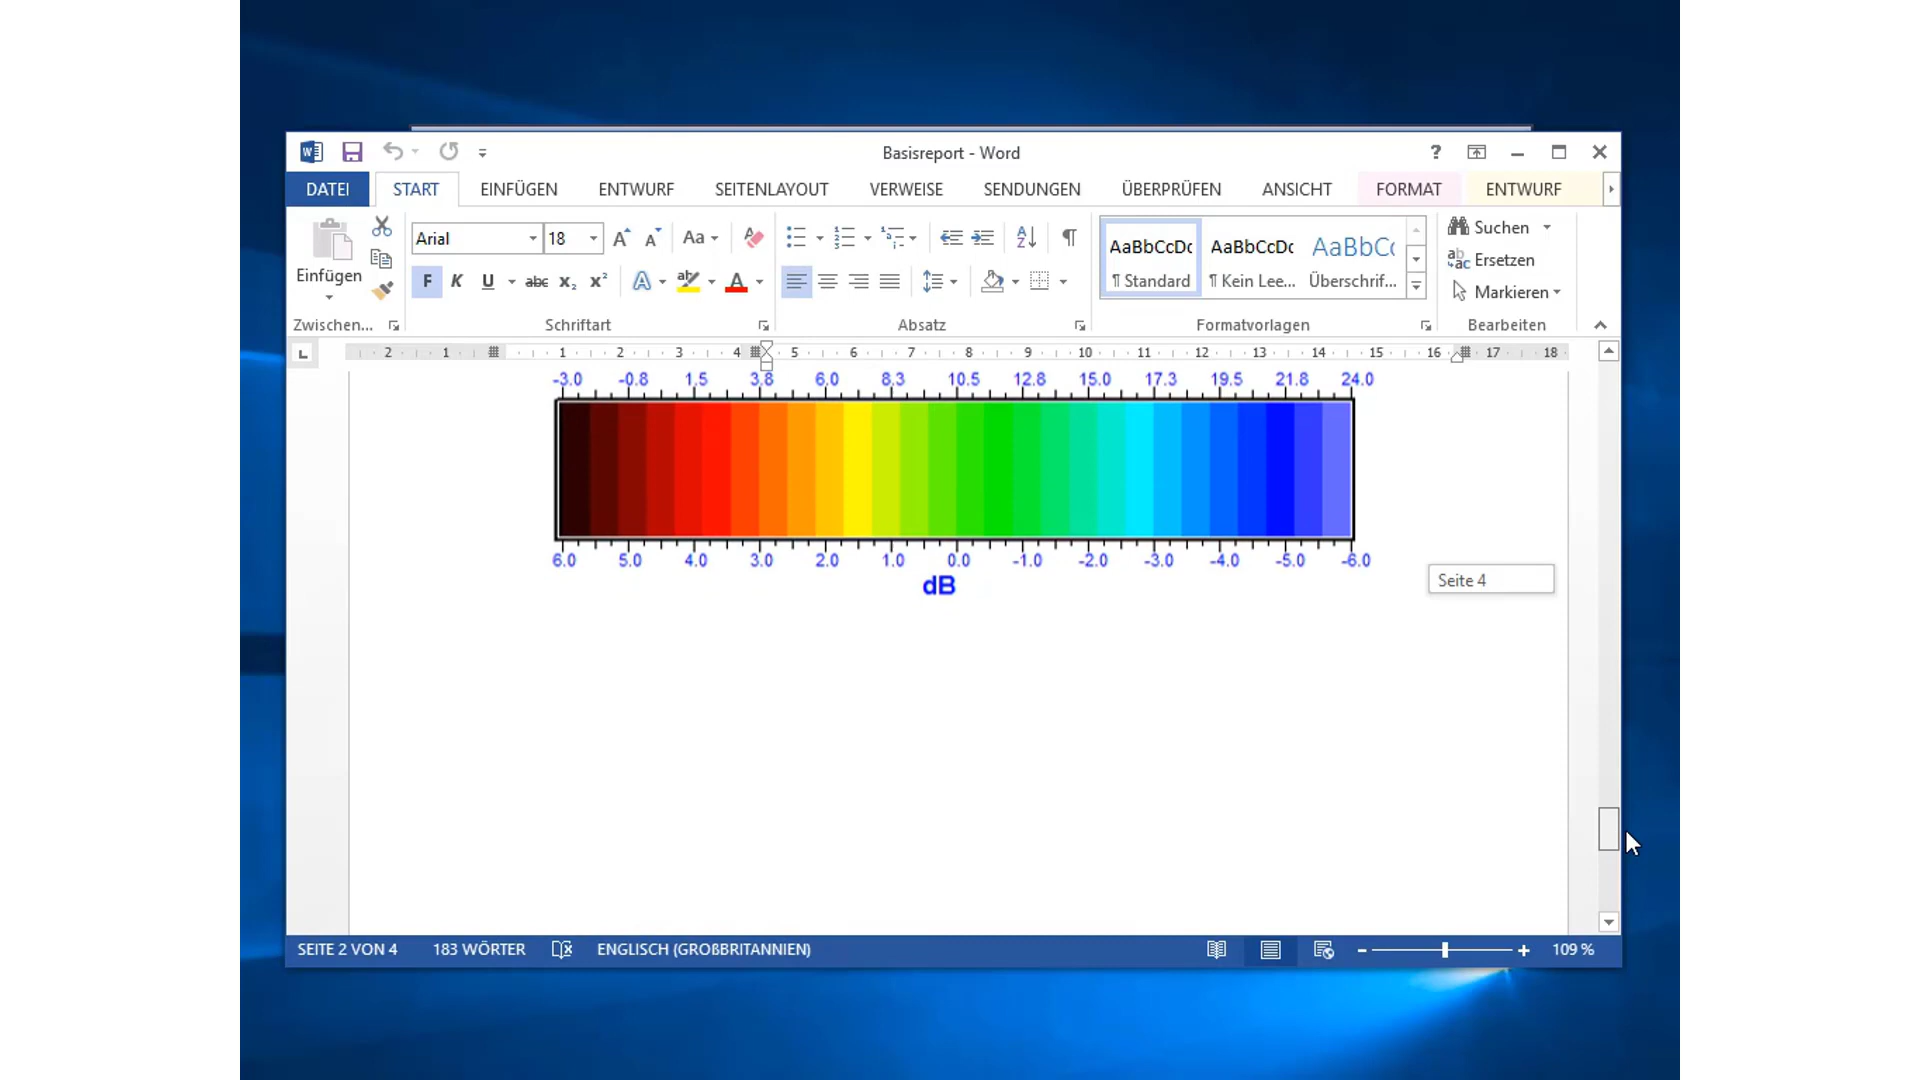 Basisreport - Word
?
DATEI START EINFÜGEN ENTWURF SEITENLAYOUT VERWEISE SENDUNGEN ÜBERPRÜFEN ANSICHT FORMAT ENTWURF
Einfügen
Arial 18 A A Aa
F K U abc x₂ x² A ab A
A Z ¶
AaBbCcDc AaBbCcDc AaBbCc
¶ Standard ¶ Kein Lee... Überschrif...
Suchen
Ersetzen
Markieren
Zwischen... Schriftart Absatz Formatvorlagen Bearbeiten
L 2 1 1 2 3 4 5 6 7 8 9 10 11 12 13 14 15 16 17 18
-3.0 -0.8 1.5 3.8 6.0 8.3 10.5 12.8 15.0 17.3 19.5 21.8 24.0
6.0 5.0 4.0 3.0 2.0 1.0 0.0 -1.0 -2.0 -3.0 -4.0 -5.0 -6.0
dB
Seite 4
SEITE 2 VON 4 183 WÖRTER ENGLISCH (GROßBRITANNIEN) 109 %